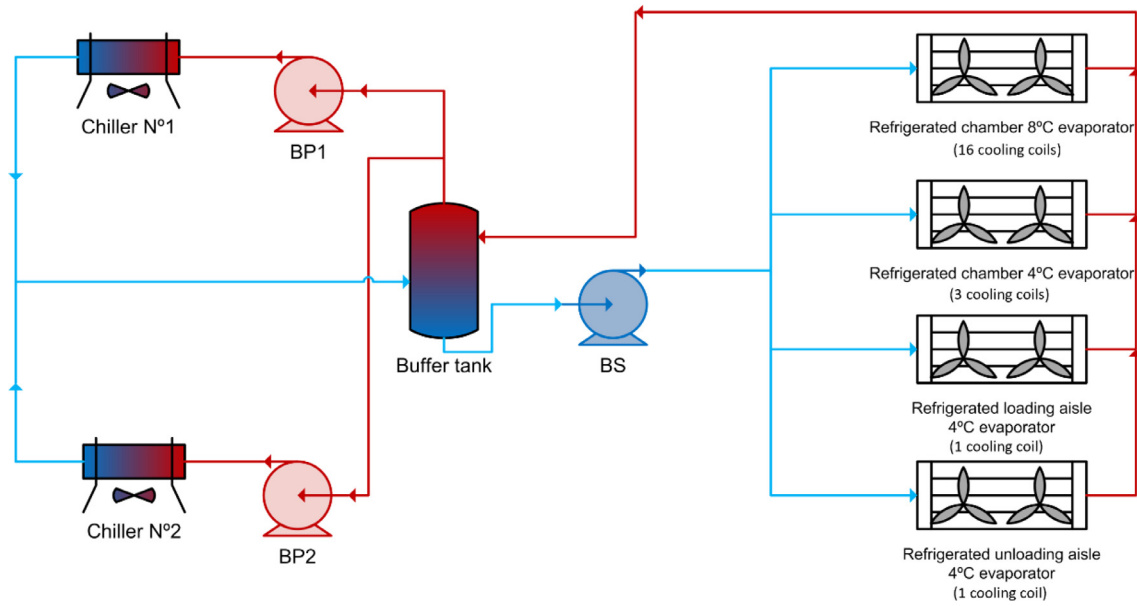 Chiller Nº1
BP1
Buffer tank
BS
Chiller Nº2
BP2
Refrigerated chamber 8ºC evaporator
(16 cooling coils)
Refrigerated chamber 4ºC evaporator
(3 cooling coils)
Refrigerated loading aisle
4ºC evaporator
(1 cooling coil)
Refrigerated unloading aisle
4ºC evaporator
(1 cooling coil)